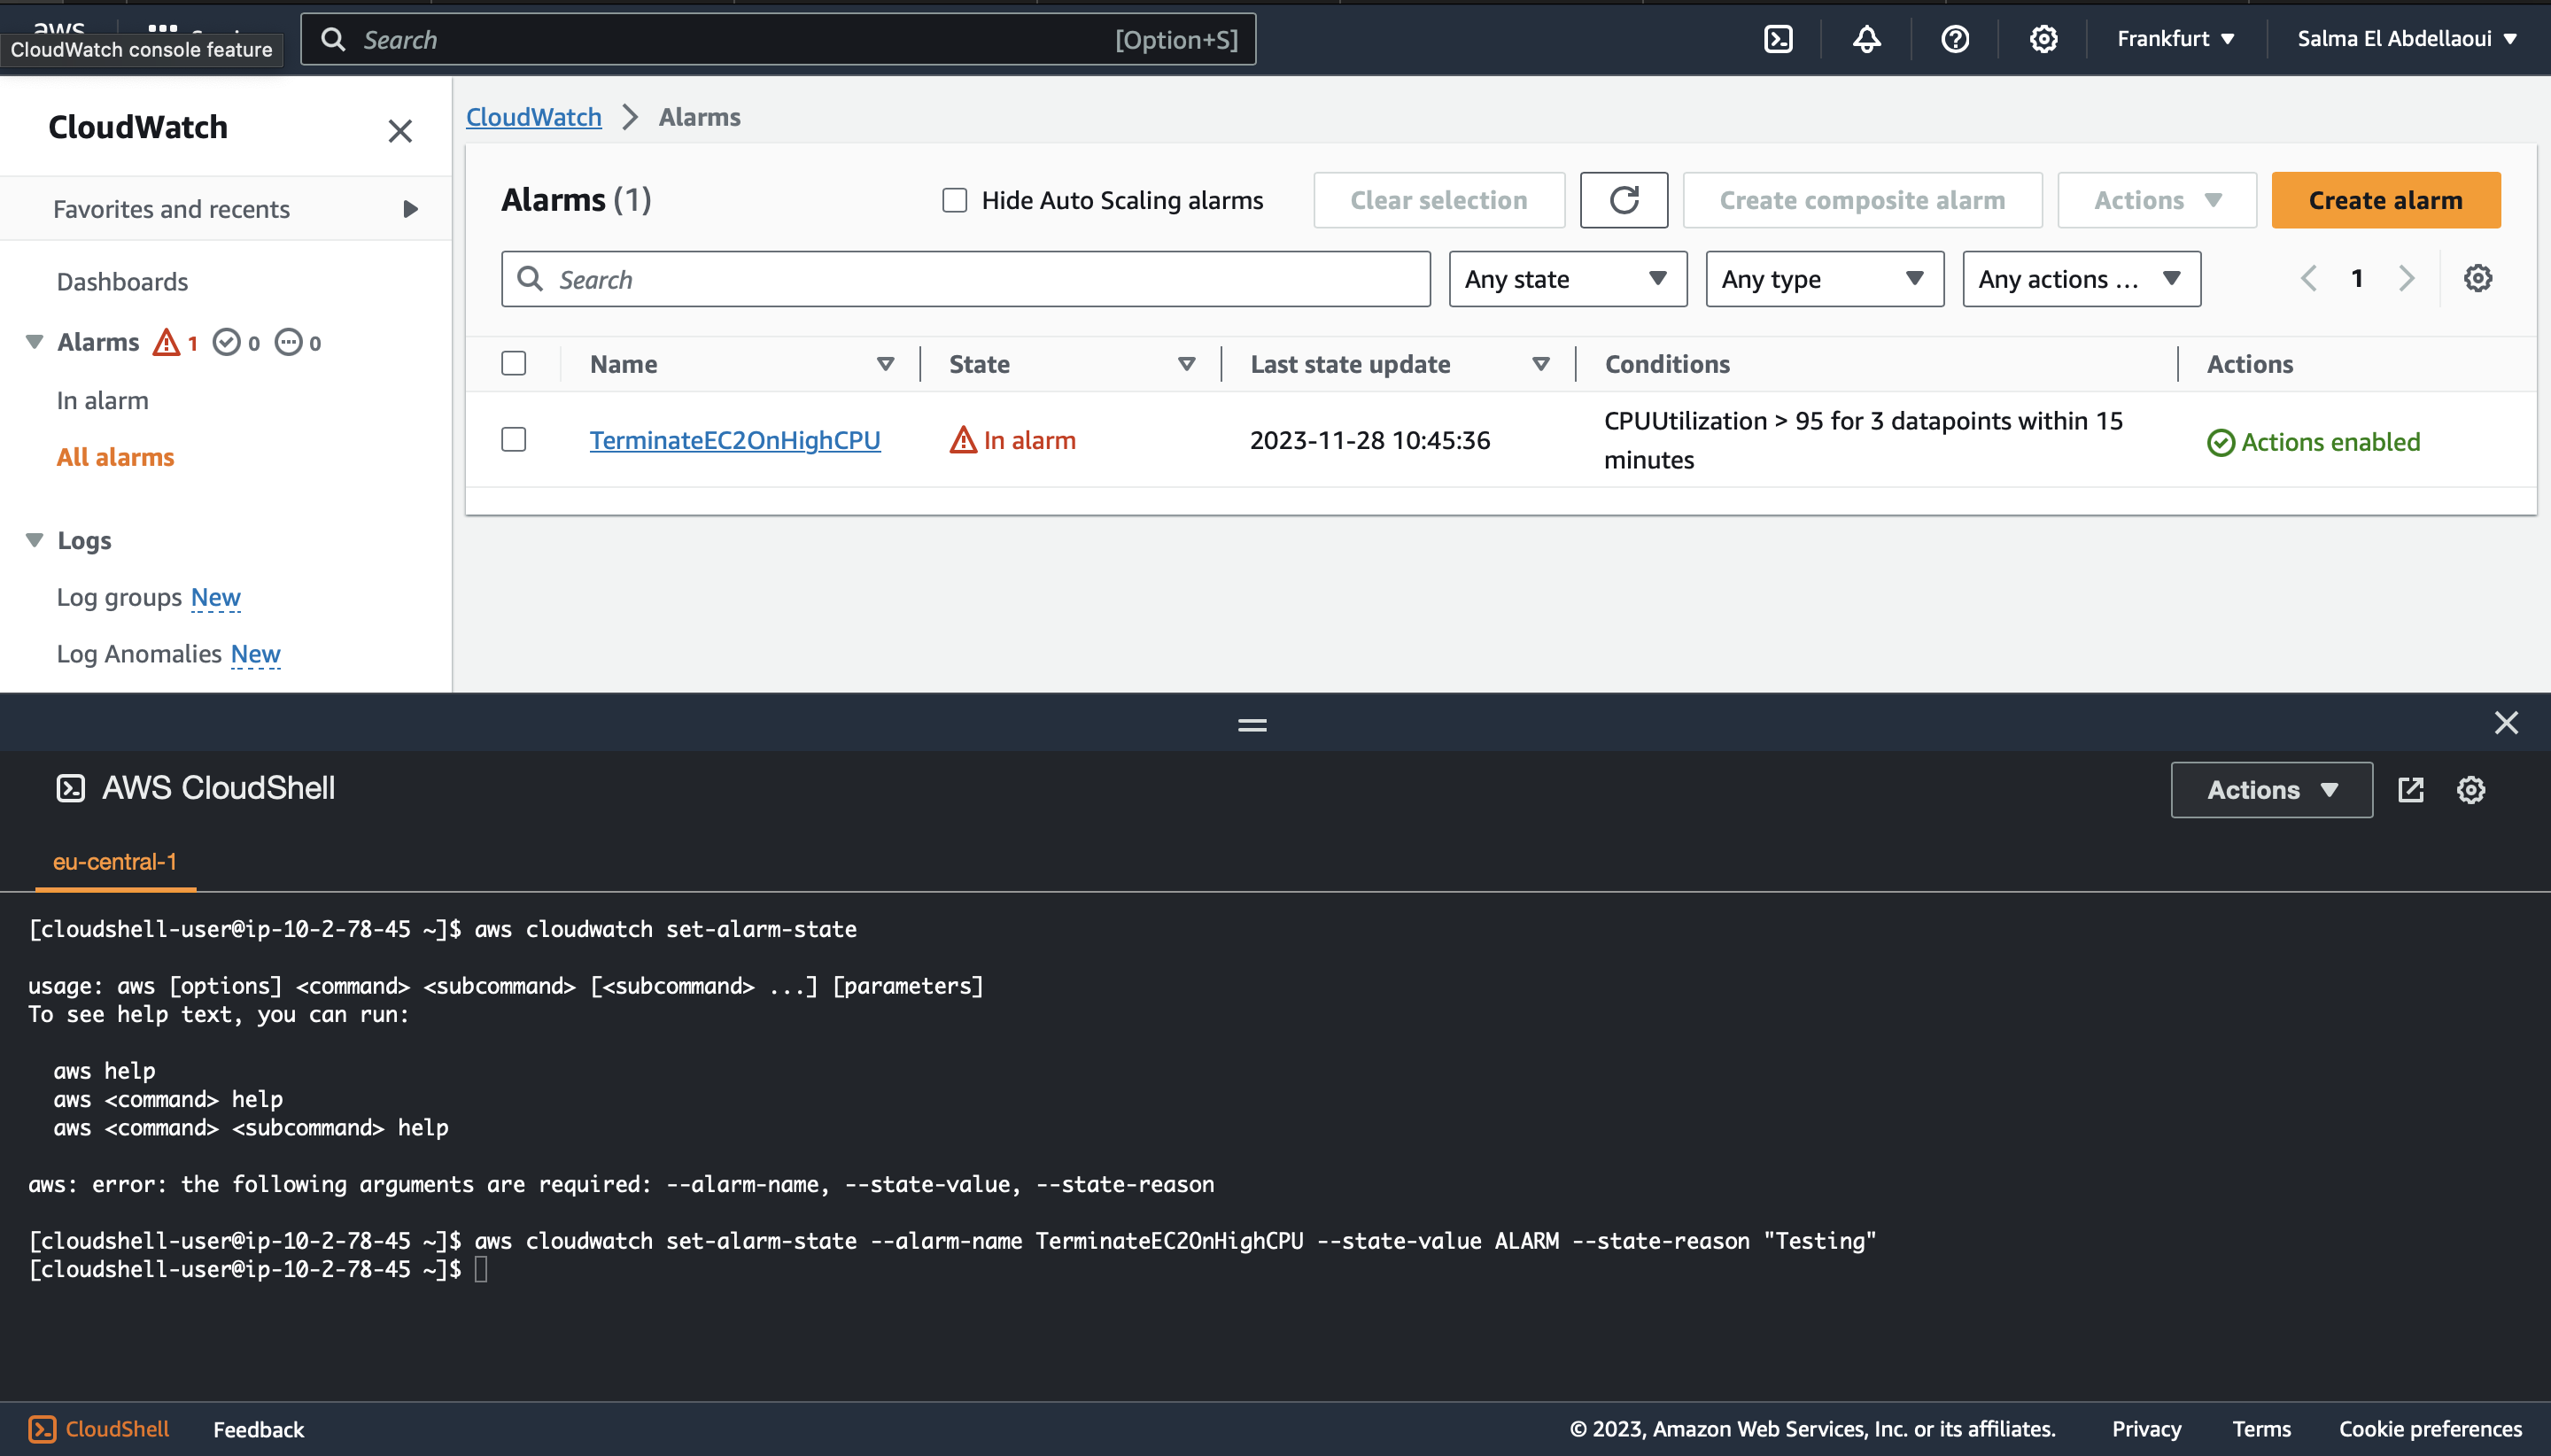 aws
CloudWatch console feature
Search
[Option+S]
Frankfurt
Salma El Abdellaoui
CloudWatch
Favorites and recents
Dashboards
Alarms 1 0 0
In alarm
All alarms
Logs
Log groups New
Log Anomalies New
CloudWatch
Alarms
Alarms (1)
Hide Auto Scaling alarms
Clear selection
Create composite alarm
Actions
Create alarm
Search
Any state
Any type
Any actions ...
1
Name
State
Last state update
Conditions
Actions
TerminateEC2OnHighCPU
In alarm
2023-11-28 10:45:36
CPUUtilization > 95 for 3 datapoints within 15
minutes
Actions enabled
AWS CloudShell
Actions
eu-central-1
[cloudshell-user@ip-10-2-78-45 ~]$ aws cloudwatch set-alarm-state
usage: aws [options] <command> <subcommand> [<subcommand> ...] [parameters]
To see help text, you can run:
aws help
aws <command> help
aws <command> <subcommand> help
aws: error: the following arguments are required: --alarm-name, --state-value, --state-reason
[cloudshell-user@ip-10-2-78-45 ~]$ aws cloudwatch set-alarm-state --alarm-name TerminateEC2OnHighCPU --state-value ALARM --state-reason "Testing"
[cloudshell-user@ip-10-2-78-45 ~]$
CloudShell
Feedback
© 2023, Amazon Web Services, Inc. or its affiliates.
Privacy
Terms
Cookie preferences